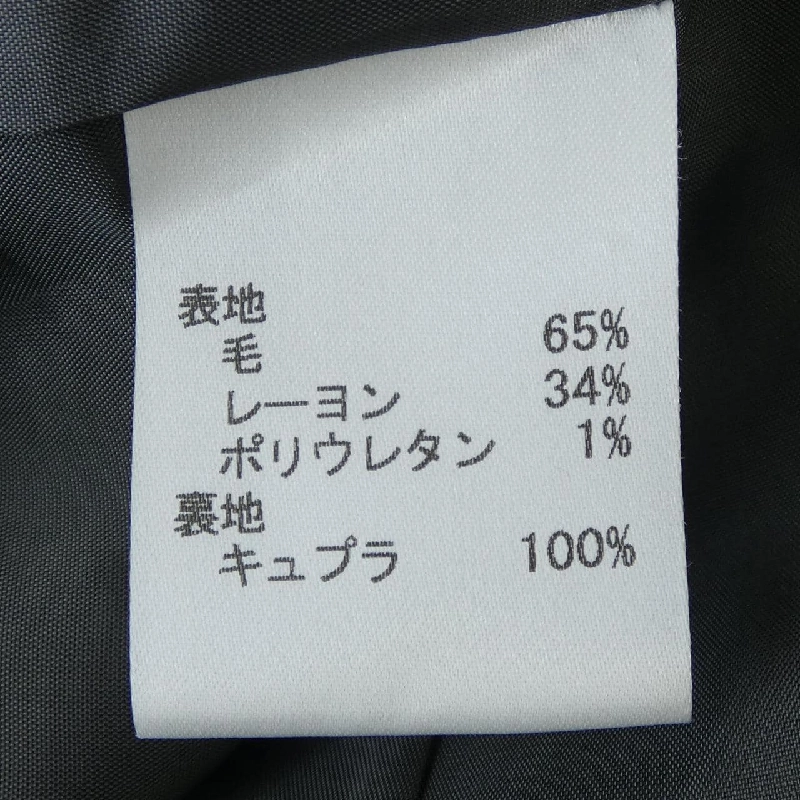 表地
毛 65%
レーヨン 34%
ポリウレタン 1%
裏地
キュプラ 100%